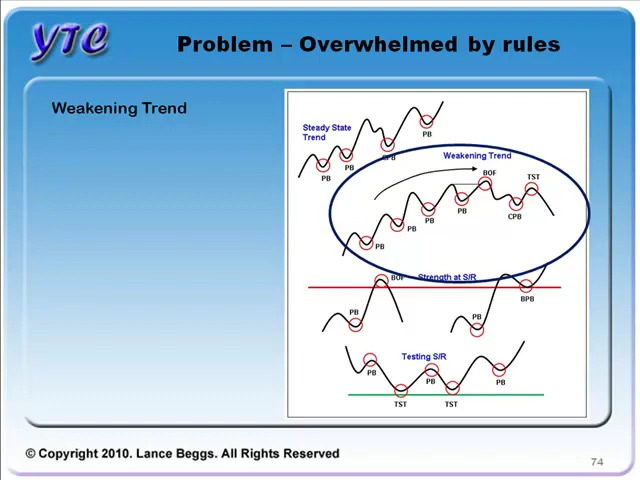 YTC
Problem – Overwhelmed by rules
Weakening Trend
Steady State
Trend
PB
PB
CPB
PB
Weakening Trend
BOF
TST
PB
PB
PB
PB
CPB
Strength at S/R
BOF
PB
BPB
PB
Testing S/R
PB
PB
PB
TST
TST
© Copyright 2010. Lance Beggs. All Rights Reserved
74